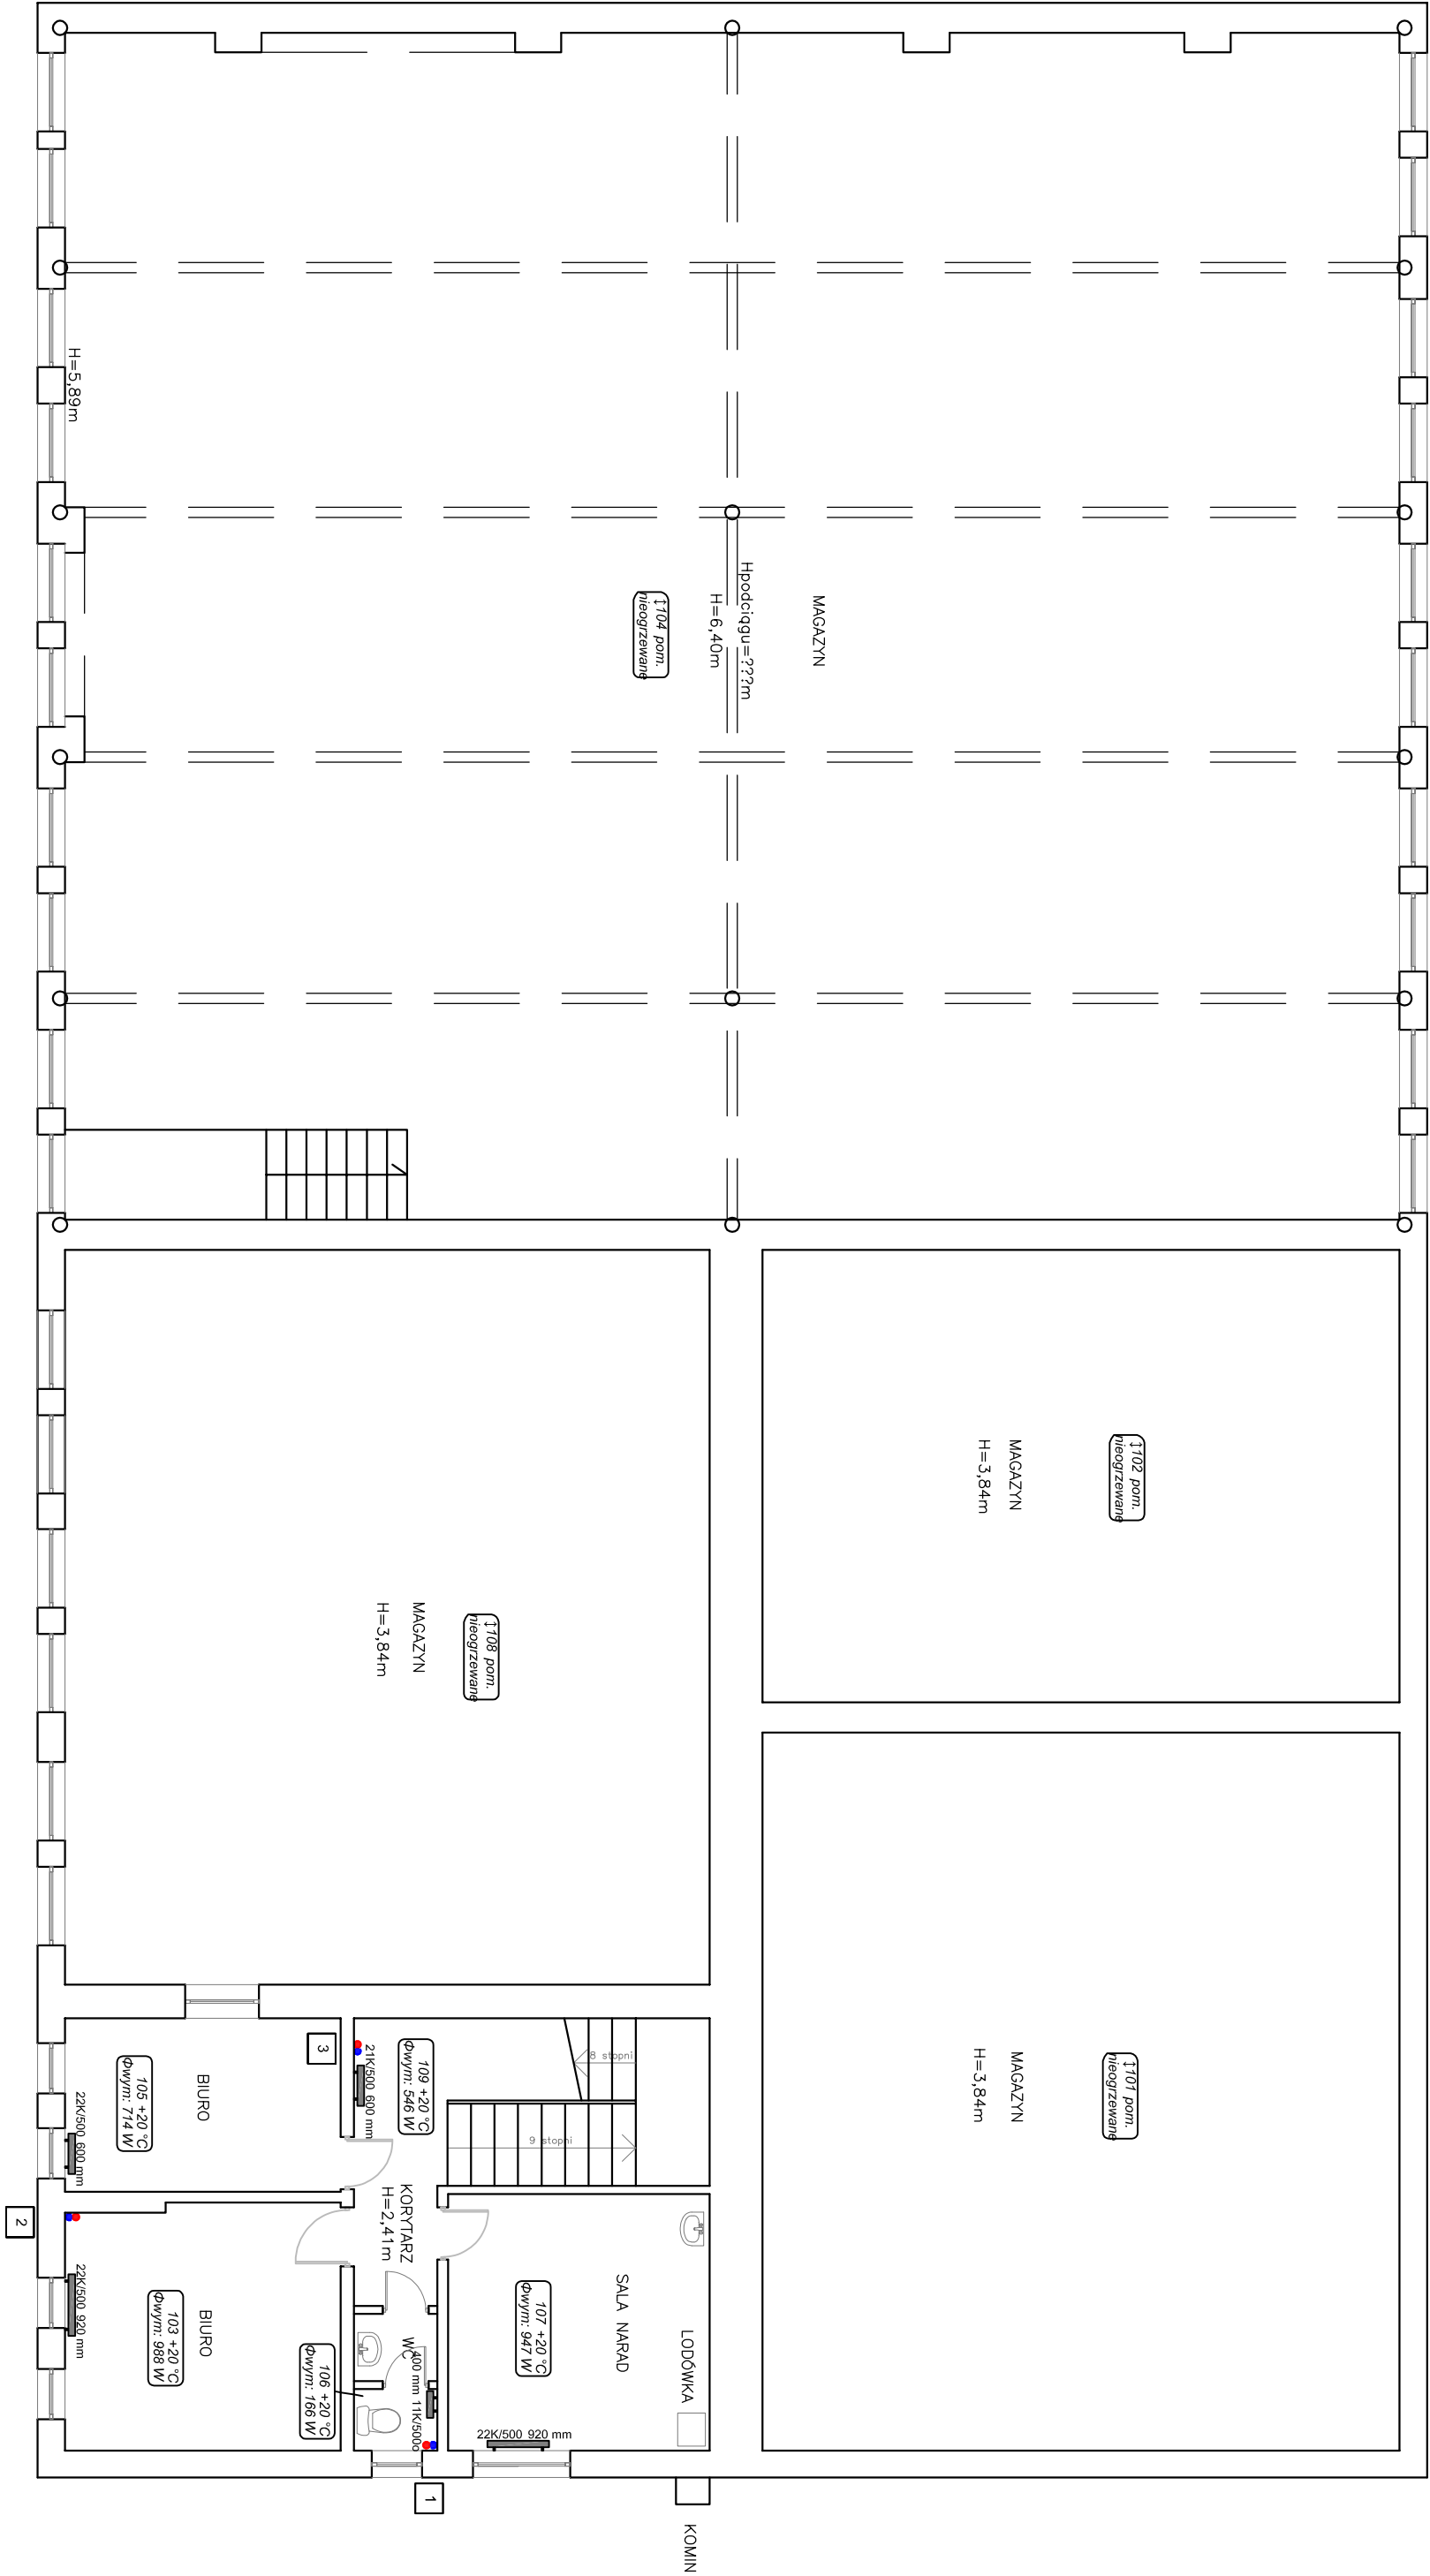 H=5,89m
MAGAZYN
Hpodciągu=???m
H=6,40m
↕104 pom.
nieogrzewane
↕102 pom.
nieogrzewane
MAGAZYN
H=3,84m
↕108 pom.
nieogrzewane
MAGAZYN
H=3,84m
↕101 pom.
nieogrzewane
MAGAZYN
H=3,84m
8 stopni
9 stopni
109 +20 °C
Φwym: 546 W
21K/500 600 mm
3
BIURO
105 +20 °C
Φwym: 714 W
22K/500 600 mm
KORYTARZ
H=2,41m
2
22K/500 920 mm
BIURO
103 +20 °C
Φwym: 988 W
106 +20 °C
Φwym: 166 W
WC
400 mm 11K/500
SALA NARAD
107 +20 °C
Φwym: 947 W
LODÓWKA
22K/500 920 mm
1
KOMIN